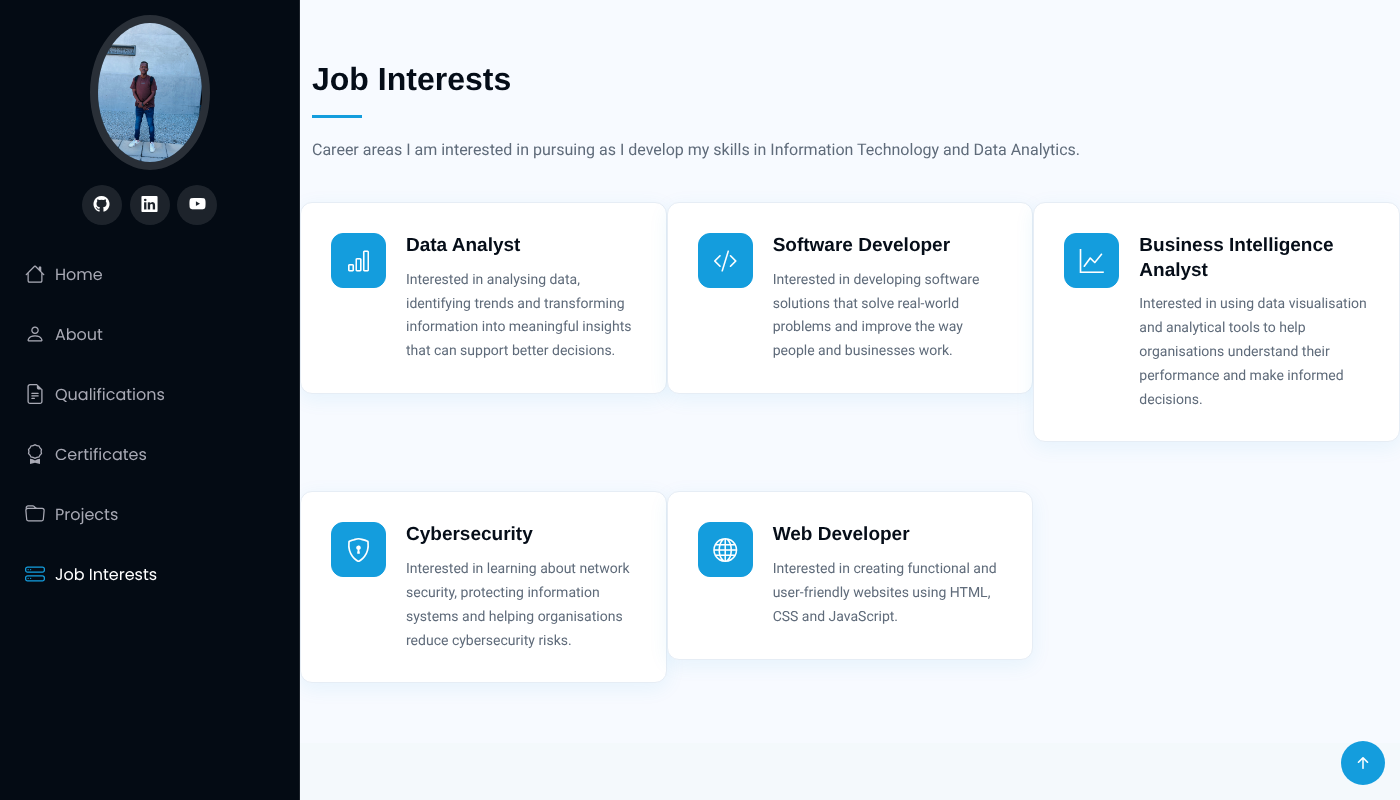 Home
About
Qualifications
Certificates
Projects
Job Interests
Job Interests
Career areas I am interested in pursuing as I develop my skills in Information Technology and Data Analytics.
Data Analyst
Interested in analysing data,
identifying trends and transforming
information into meaningful insights
that can support better decisions.
Software Developer
Interested in developing software
solutions that solve real-world
problems and improve the way
people and businesses work.
Business Intelligence
Analyst
Interested in using data visualisation
and analytical tools to help
organisations understand their
performance and make informed
decisions.
Cybersecurity
Interested in learning about network
security, protecting information
systems and helping organisations
reduce cybersecurity risks.
Web Developer
Interested in creating functional and
user-friendly websites using HTML,
CSS and JavaScript.